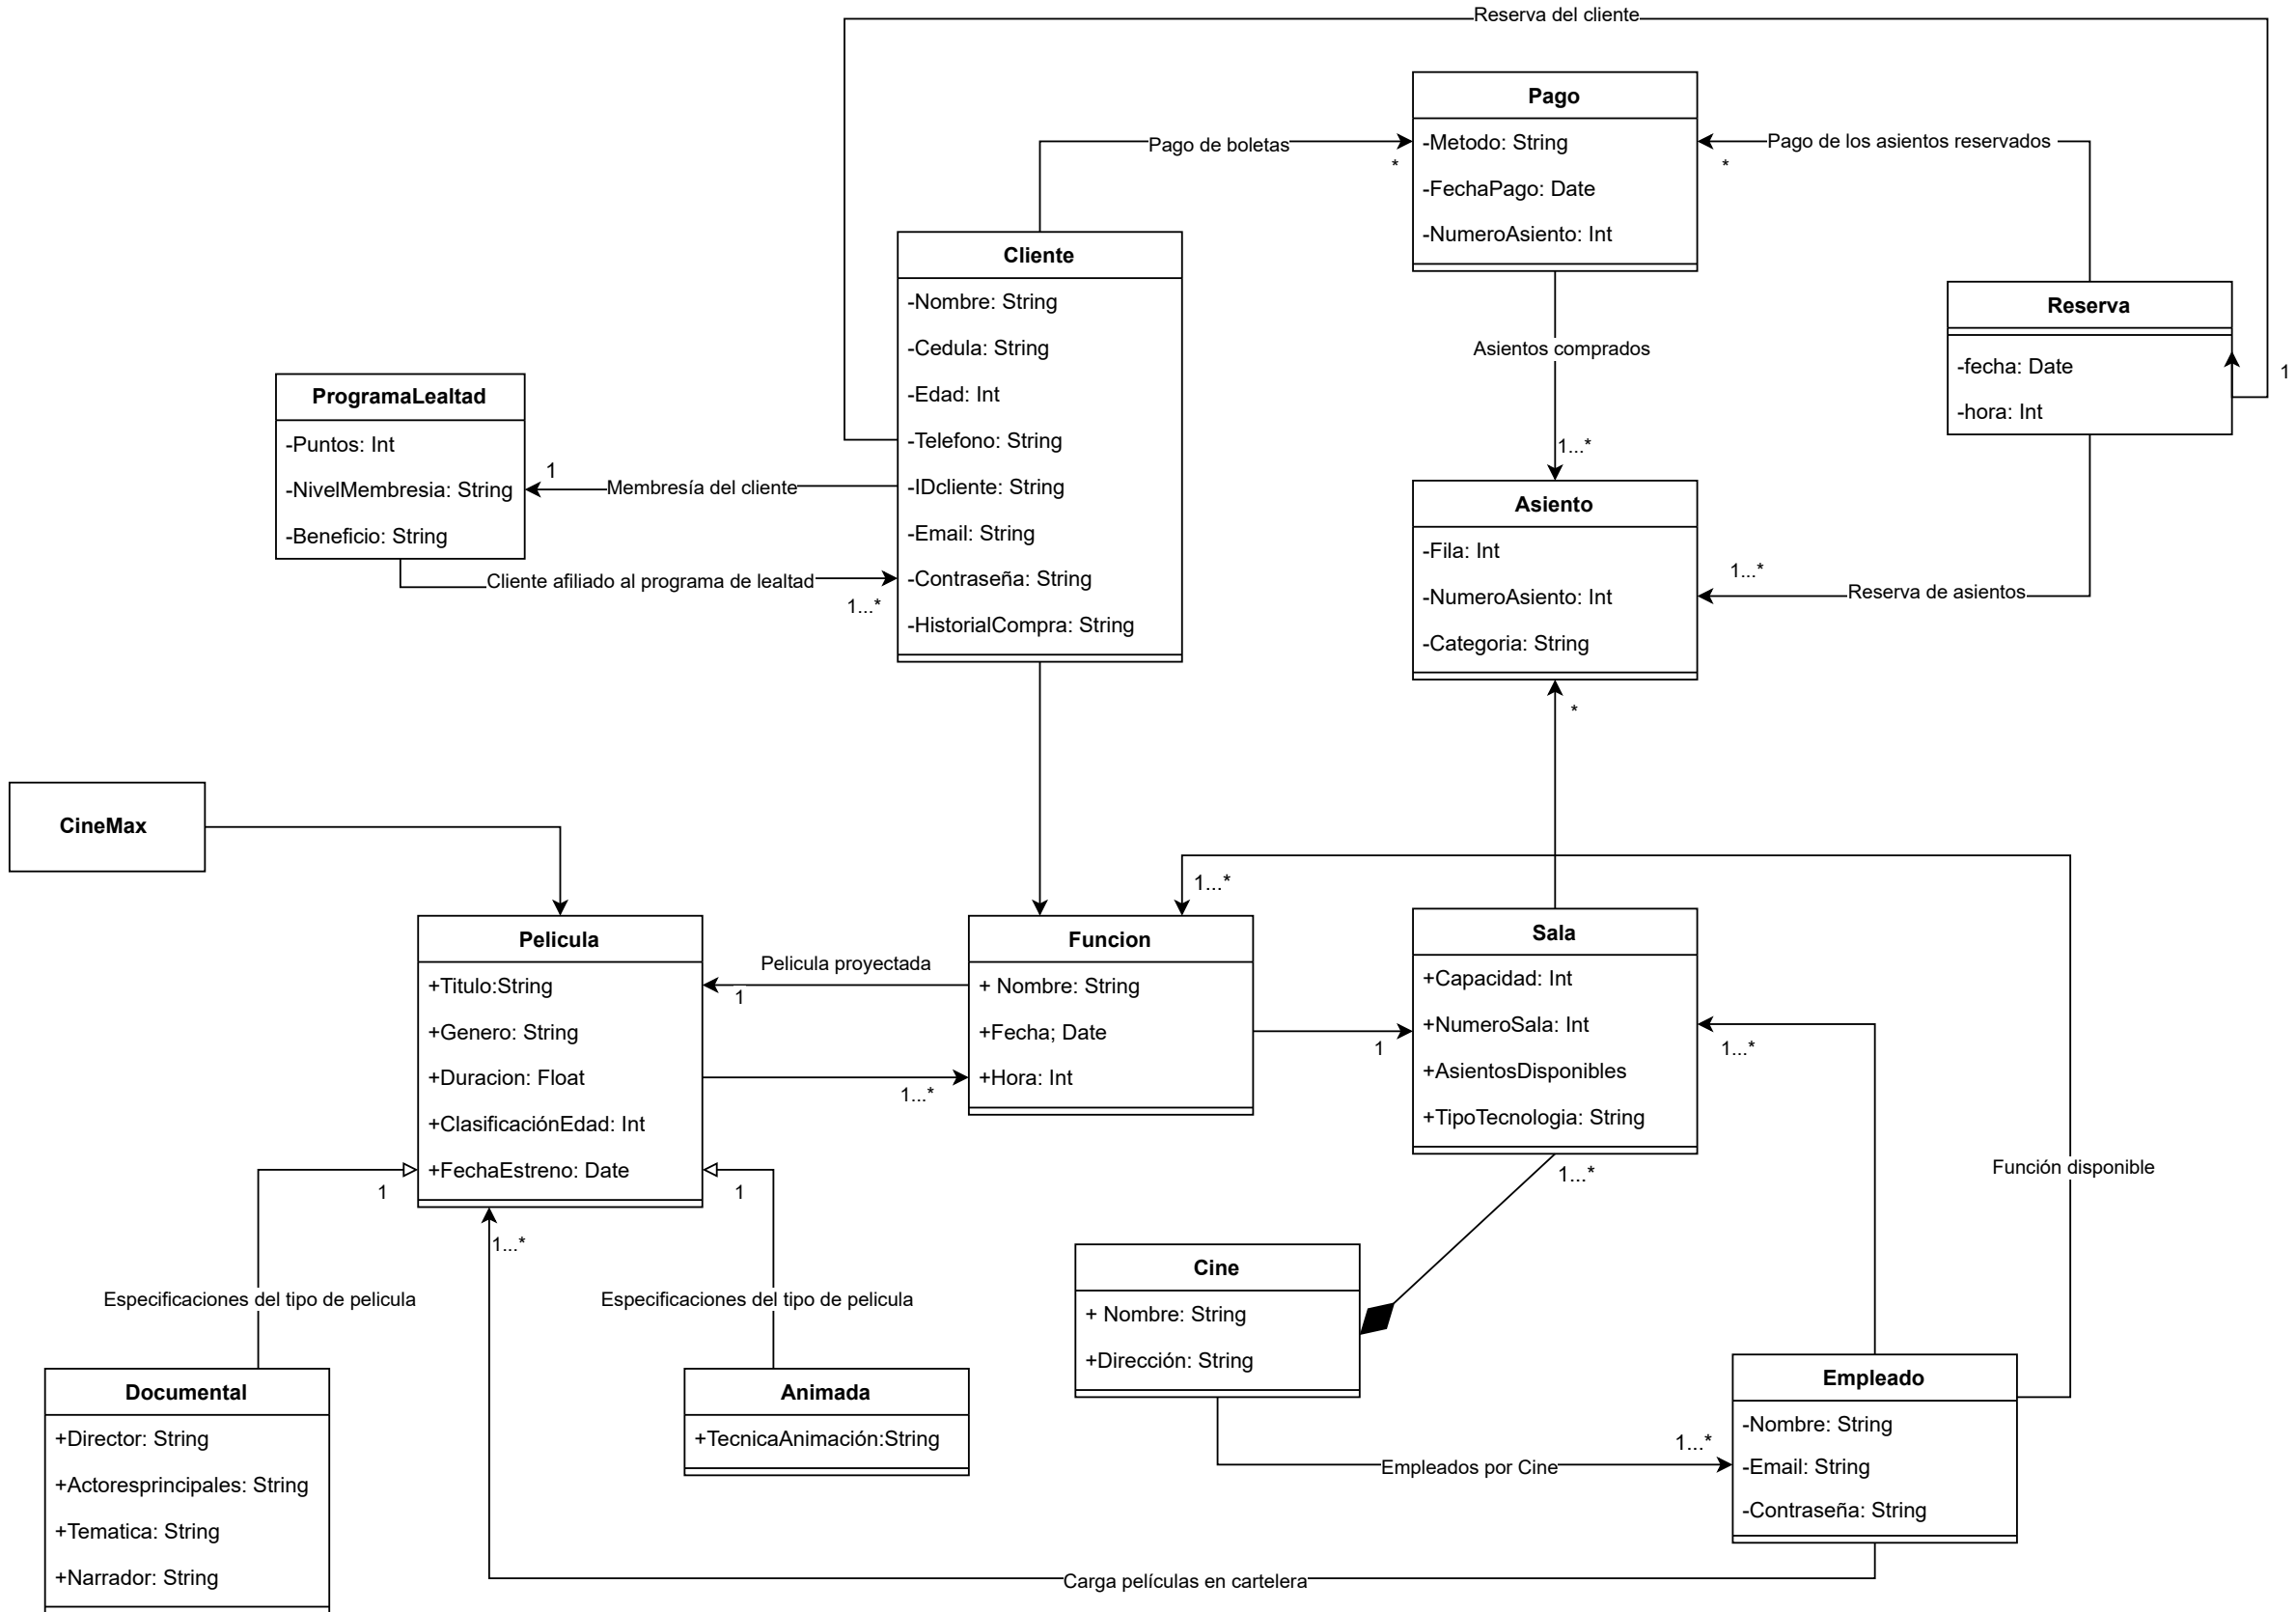 Reserva del cliente
Pago
-Metodo: String
-FechaPago: Date
-NumeroAsiento: Int
Pago de boletas
*
Pago de los asientos reservados
*
Cliente
-Nombre: String
-Cedula: String
-Edad: Int
-Telefono: String
-IDcliente: String
-Email: String
-Contraseña: String
-HistorialCompra: String
Reserva
-fecha: Date
-hora: Int
1
Asientos comprados
1...*
ProgramaLealtad
-Puntos: Int
-NivelMembresia: String
-Beneficio: String
1
Membresía del cliente
Cliente afiliado al programa de lealtad
1...*
Asiento
-Fila: Int
-NumeroAsiento: Int
-Categoria: String
1...*
Reserva de asientos
*
CineMax
1...*
Pelicula
+Titulo:String
+Genero: String
+Duracion: Float
+ClasificaciónEdad: Int
+FechaEstreno: Date
Pelicula proyectada
1
1...*
Funcion
+ Nombre: String
+Fecha; Date
+Hora: Int
1
Sala
+Capacidad: Int
+NumeroSala: Int
+AsientosDisponibles
+TipoTecnologia: String
1...*
Función disponible
1
1
1...*
1...*
Especificaciones del tipo de pelicula
Especificaciones del tipo de pelicula
Cine
+ Nombre: String
+Dirección: String
Documental
+Director: String
+Actoresprincipales: String
+Tematica: String
+Narrador: String
Animada
+TecnicaAnimación:String
Empleado
-Nombre: String
-Email: String
-Contraseña: String
1...*
Empleados por Cine
Carga películas en cartelera